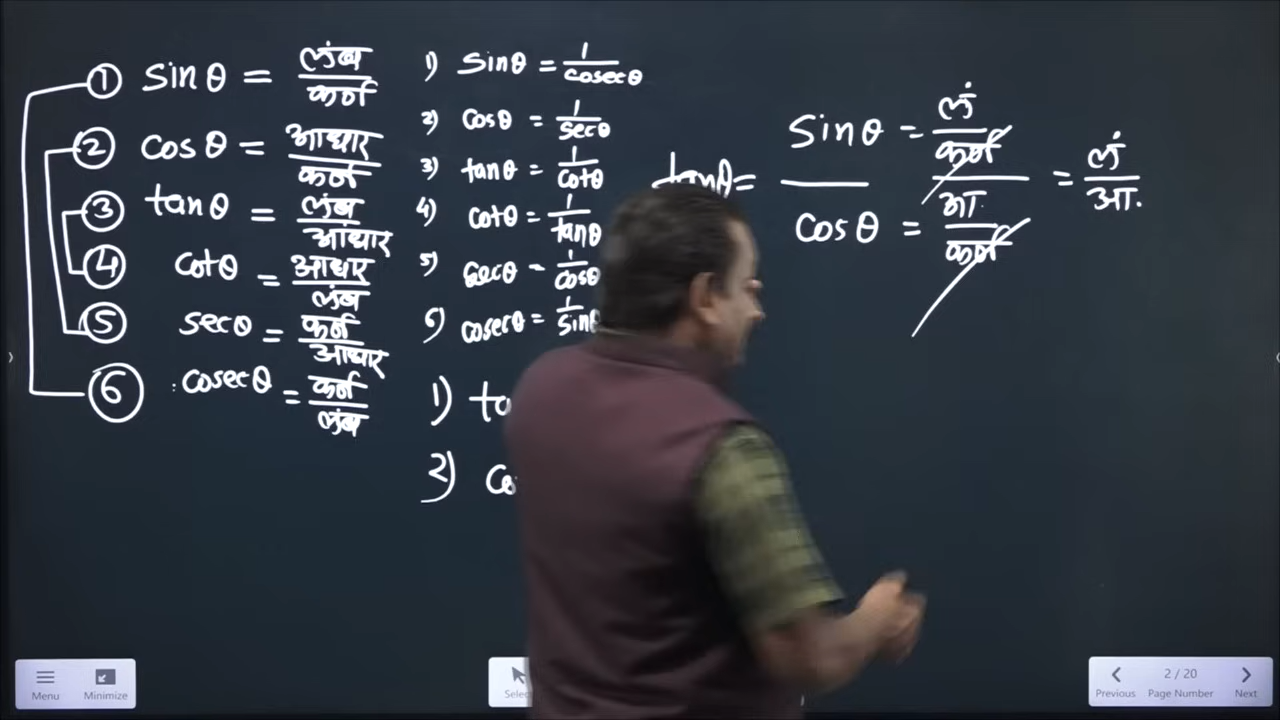 ① sinθ = लंब/कर्ण
② cosθ = आधार/कर्ण
③ tanθ = लंब/आधार
④ cotθ = आधार/लंब
⑤ secθ = कर्ण/आधार
⑥ cosecθ = कर्ण/लंब
1) sinθ = 1/cosecθ
2) cosθ = 1/secθ
3) tanθ = 1/cotθ
4) cotθ = 1/tanθ
5) secθ = 1/cosθ
6) cosecθ = 1/sinθ
1)
2)
tanθ = sinθ/cosθ = (लं/कर्ण)/(आ./कर्ण) = लं/आ.
Menu
Minimize
Previous
2 / 20
Page Number
Next